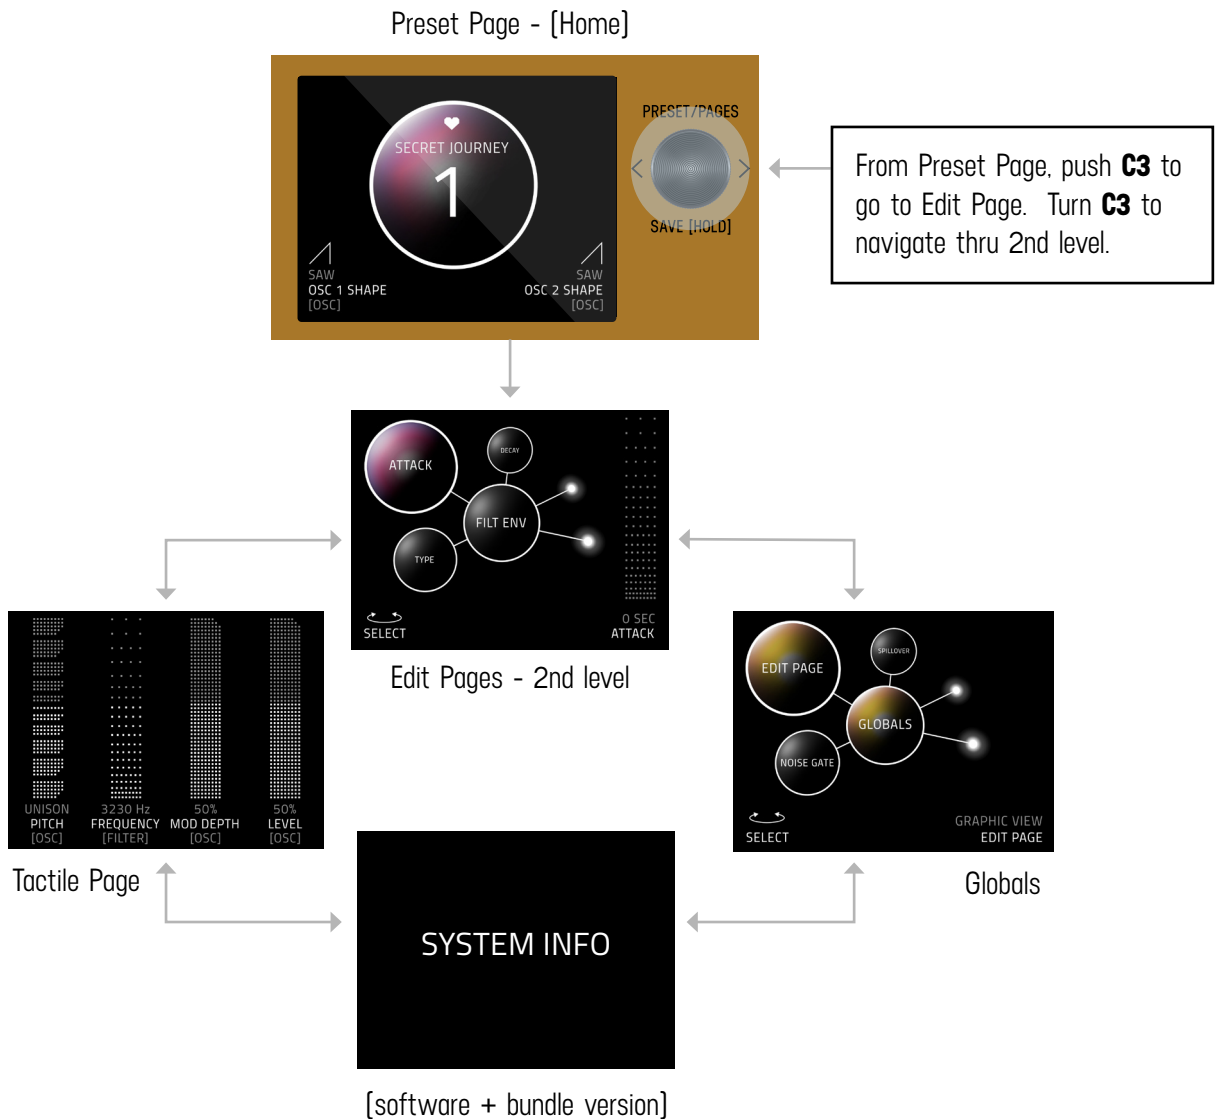 Preset Page - [Home]
PRESET/PAGES
SECRET JOURNEY
1
SAVE [HOLD]
SAW
OSC 1 SHAPE
[OSC]
SAW
OSC 2 SHAPE
[OSC]
From Preset Page, push C3 to
go to Edit Page. Turn C3 to
navigate thru 2nd level.
ATTACK
DECAY
FILT ENV
TYPE
SELECT
0 SEC
ATTACK
Edit Pages - 2nd level
UNISON
PITCH
[OSC]
3230 Hz
FREQUENCY
[FILTER]
50%
MOD DEPTH
[OSC]
50%
LEVEL
[OSC]
Tactile Page
EDIT PAGE
SPILLOVER
GLOBALS
NOISE GATE
SELECT
GRAPHIC VIEW
EDIT PAGE
Globals
SYSTEM INFO
[software + bundle version]